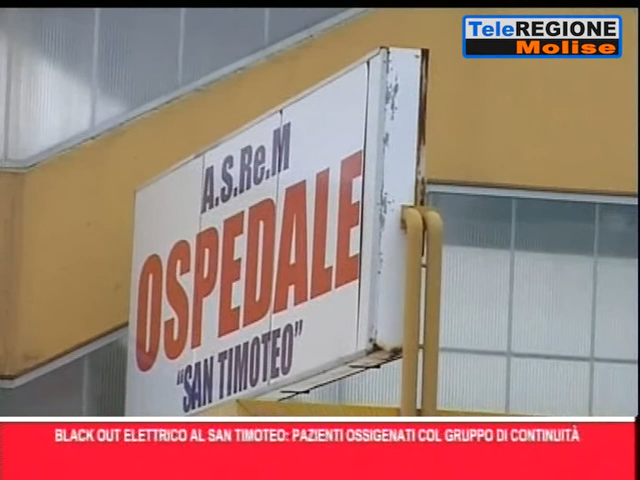 TeleREGIONE
Molise
A.S.Re.M
OSPEDALE
"SAN TIMOTEO"
BLACK OUT ELETTRICO AL SAN TIMOTEO: PAZIENTI OSSIGENATI COL GRUPPO DI CONTINUITÀ